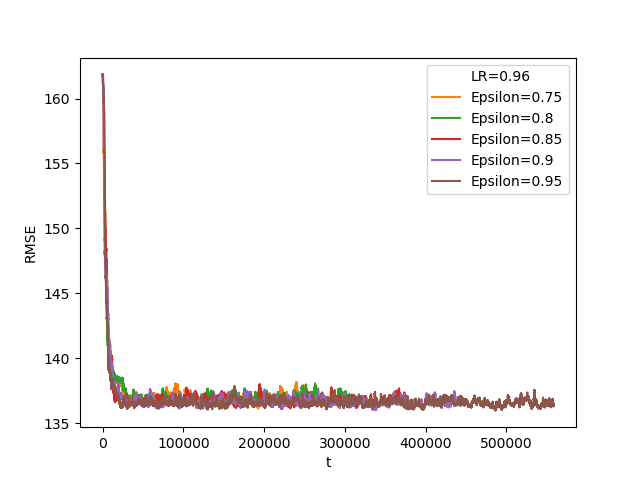 160
155
150
145
140
135
RMSE
0
100000
200000
300000
400000
500000
t
LR=0.96
Epsilon=0.75
Epsilon=0.8
Epsilon=0.85
Epsilon=0.9
Epsilon=0.95